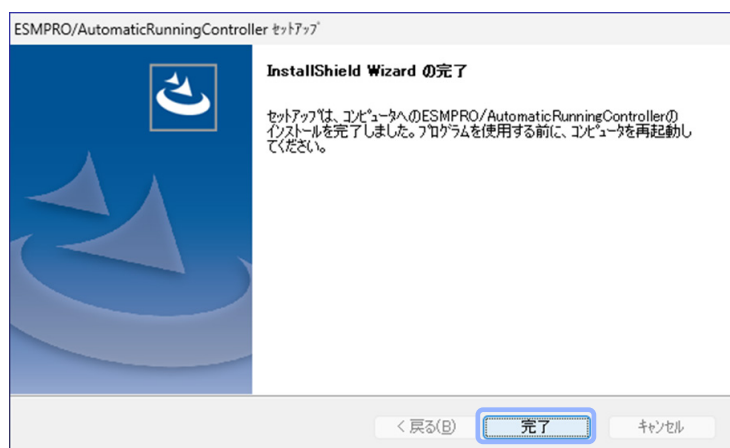 ESMPRO/AutomaticRunningController ｾｯﾄｱｯﾌﾟ
InstallShield Wizard の完了
ｾｯﾄｱｯﾌﾟは、ｺﾝﾋﾟｭｰﾀへのESMPRO/AutomaticRunningControllerの
ｲﾝｽﾄｰﾙを完了しました。ﾌﾟﾛｸﾞﾗﾑを使用する前に、ｺﾝﾋﾟｭｰﾀを再起動し
てください。
< 戻る(B)
完了
ｷｬﾝｾﾙ